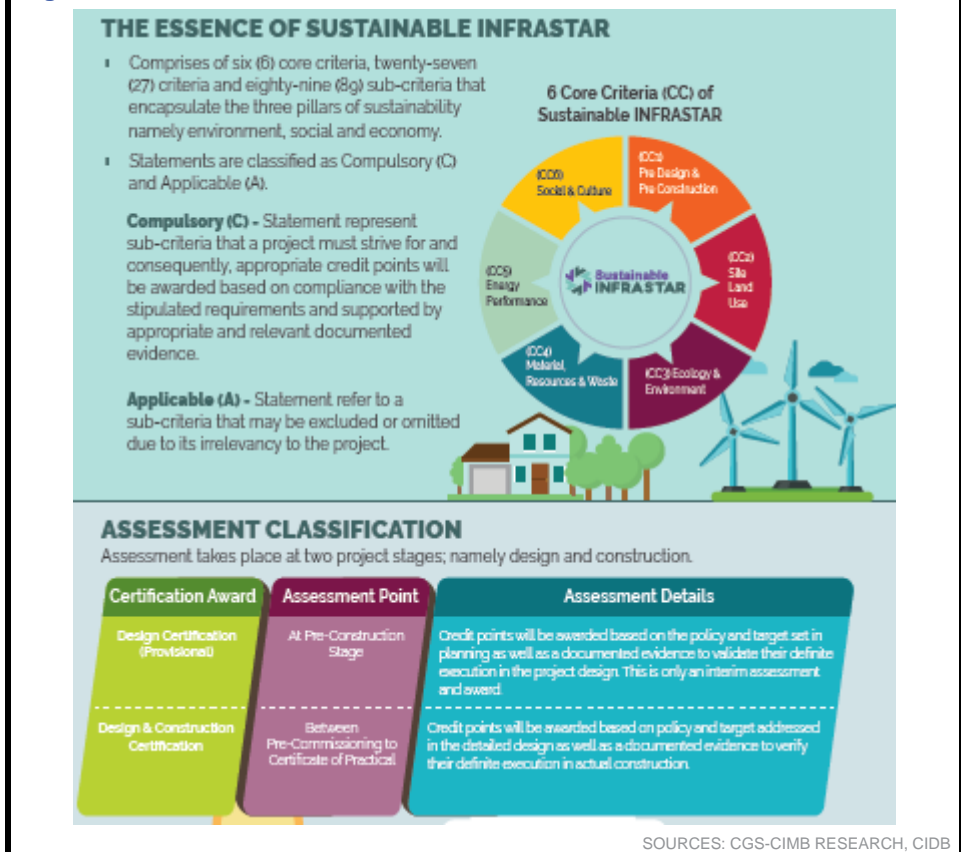 THE ESSENCE OF SUSTAINABLE INFRASTAR
Comprises of six (6) core criteria, twenty-seven
(27) criteria and eighty-nine (89) sub-criteria that
encapsulate the three pillars of sustainability
namely environment, social and economy.
Statements are classified as Compulsory (C)
and Applicable (A).
Compulsory (C) - Statement represent
sub-criteria that a project must strive for and
consequently, appropriate credit points will
be awarded based on compliance with the
stipulated requirements and supported by
appropriate and relevant documented
evidence.
Applicable (A) - Statement refer to a
sub-criteria that may be excluded or omitted
due to its irrelevancy to the project.
6 Core Criteria (CC) of
Sustainable INFRASTAR
(CC1)
Pre Design &
Pre Construction
(CC2)
Site
Land
Use
(CC3) Ecology &
Environment
(CC4)
Material,
Resources & Waste
(CC5)
Energy
Performance
(CC6)
Social & Culture
Sustainable
INFRASTAR
ASSESSMENT CLASSIFICATION
Assessment takes place at two project stages; namely design and construction.
Certification Award
Assessment Point
Assessment Details
Design Certification
(Provisional)
At Pre-Construction
Stage
Credit points will be awarded based on the policy and target set in
planning as well as a documented evidence to validate their definite
execution in the project design. This is only an interim assessment
and award.
Design & Construction
Certification
Between
Pre-Commissioning to
Certificate of Practical
Credit points will be awarded based on policy and target addressed
in the detailed design as well as a documented evidence to verify
their definite execution in actual construction.
SOURCES: CGS-CIMB RESEARCH, CIDB